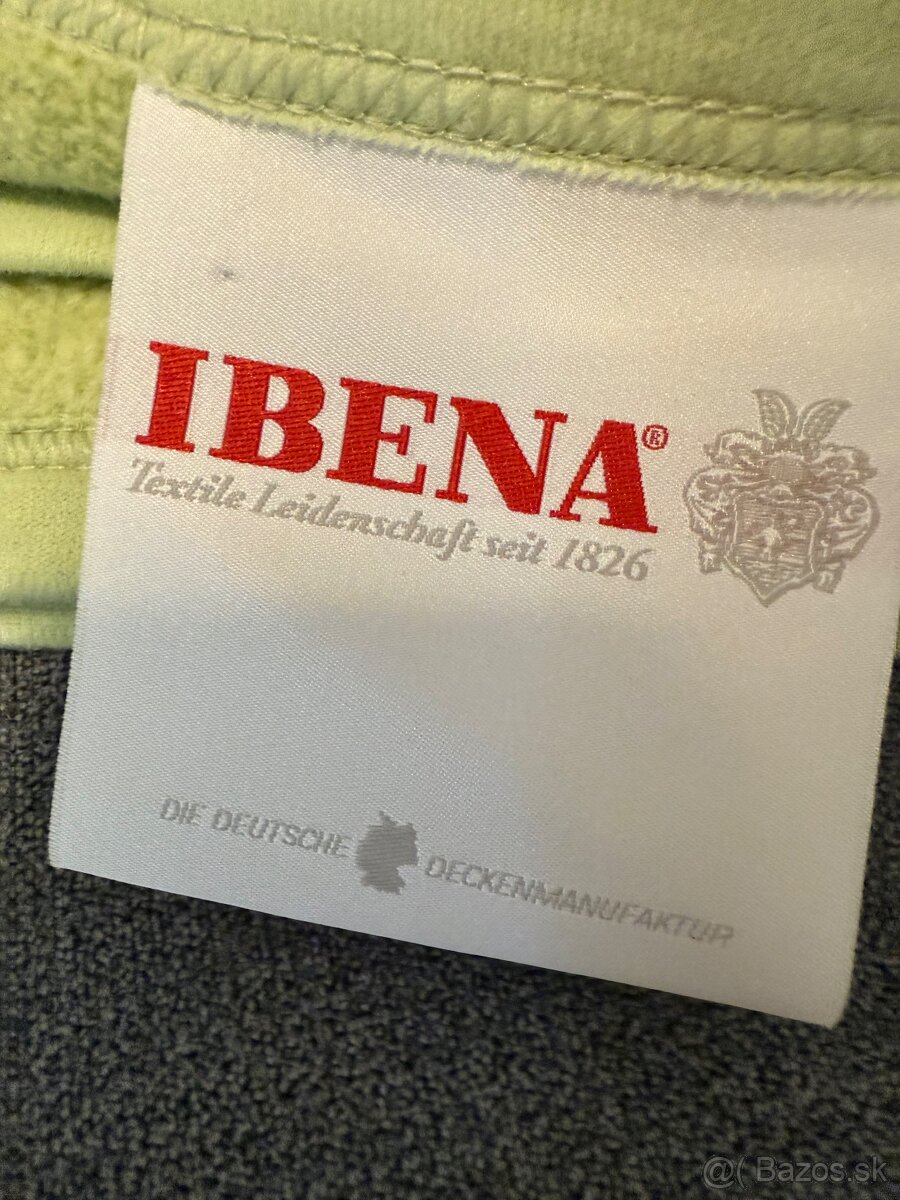 IBENA®
Textile Leidenschaft seit 1826
DIE DEUTSCHE DECKENMANUFAKTUR
@( Bazos.sk